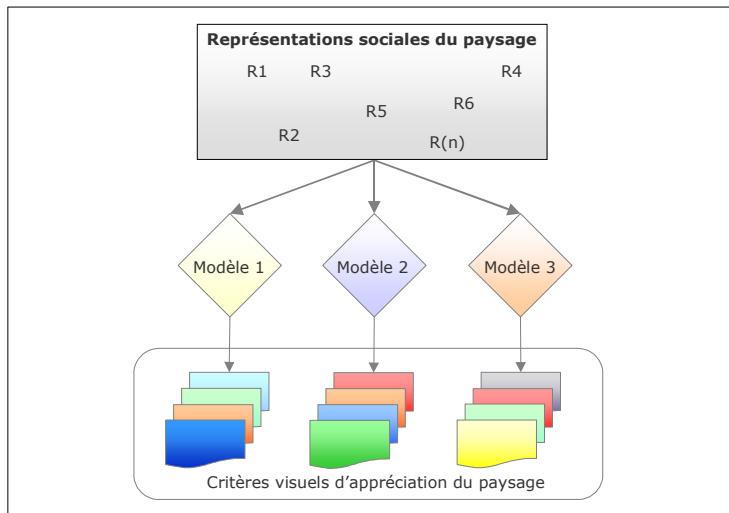 Représentations sociales du paysage
R1 R3 R4
R6
R5
R2 R(n)
Modèle 1 Modèle 2 Modèle 3
Critères visuels d’appréciation du paysage